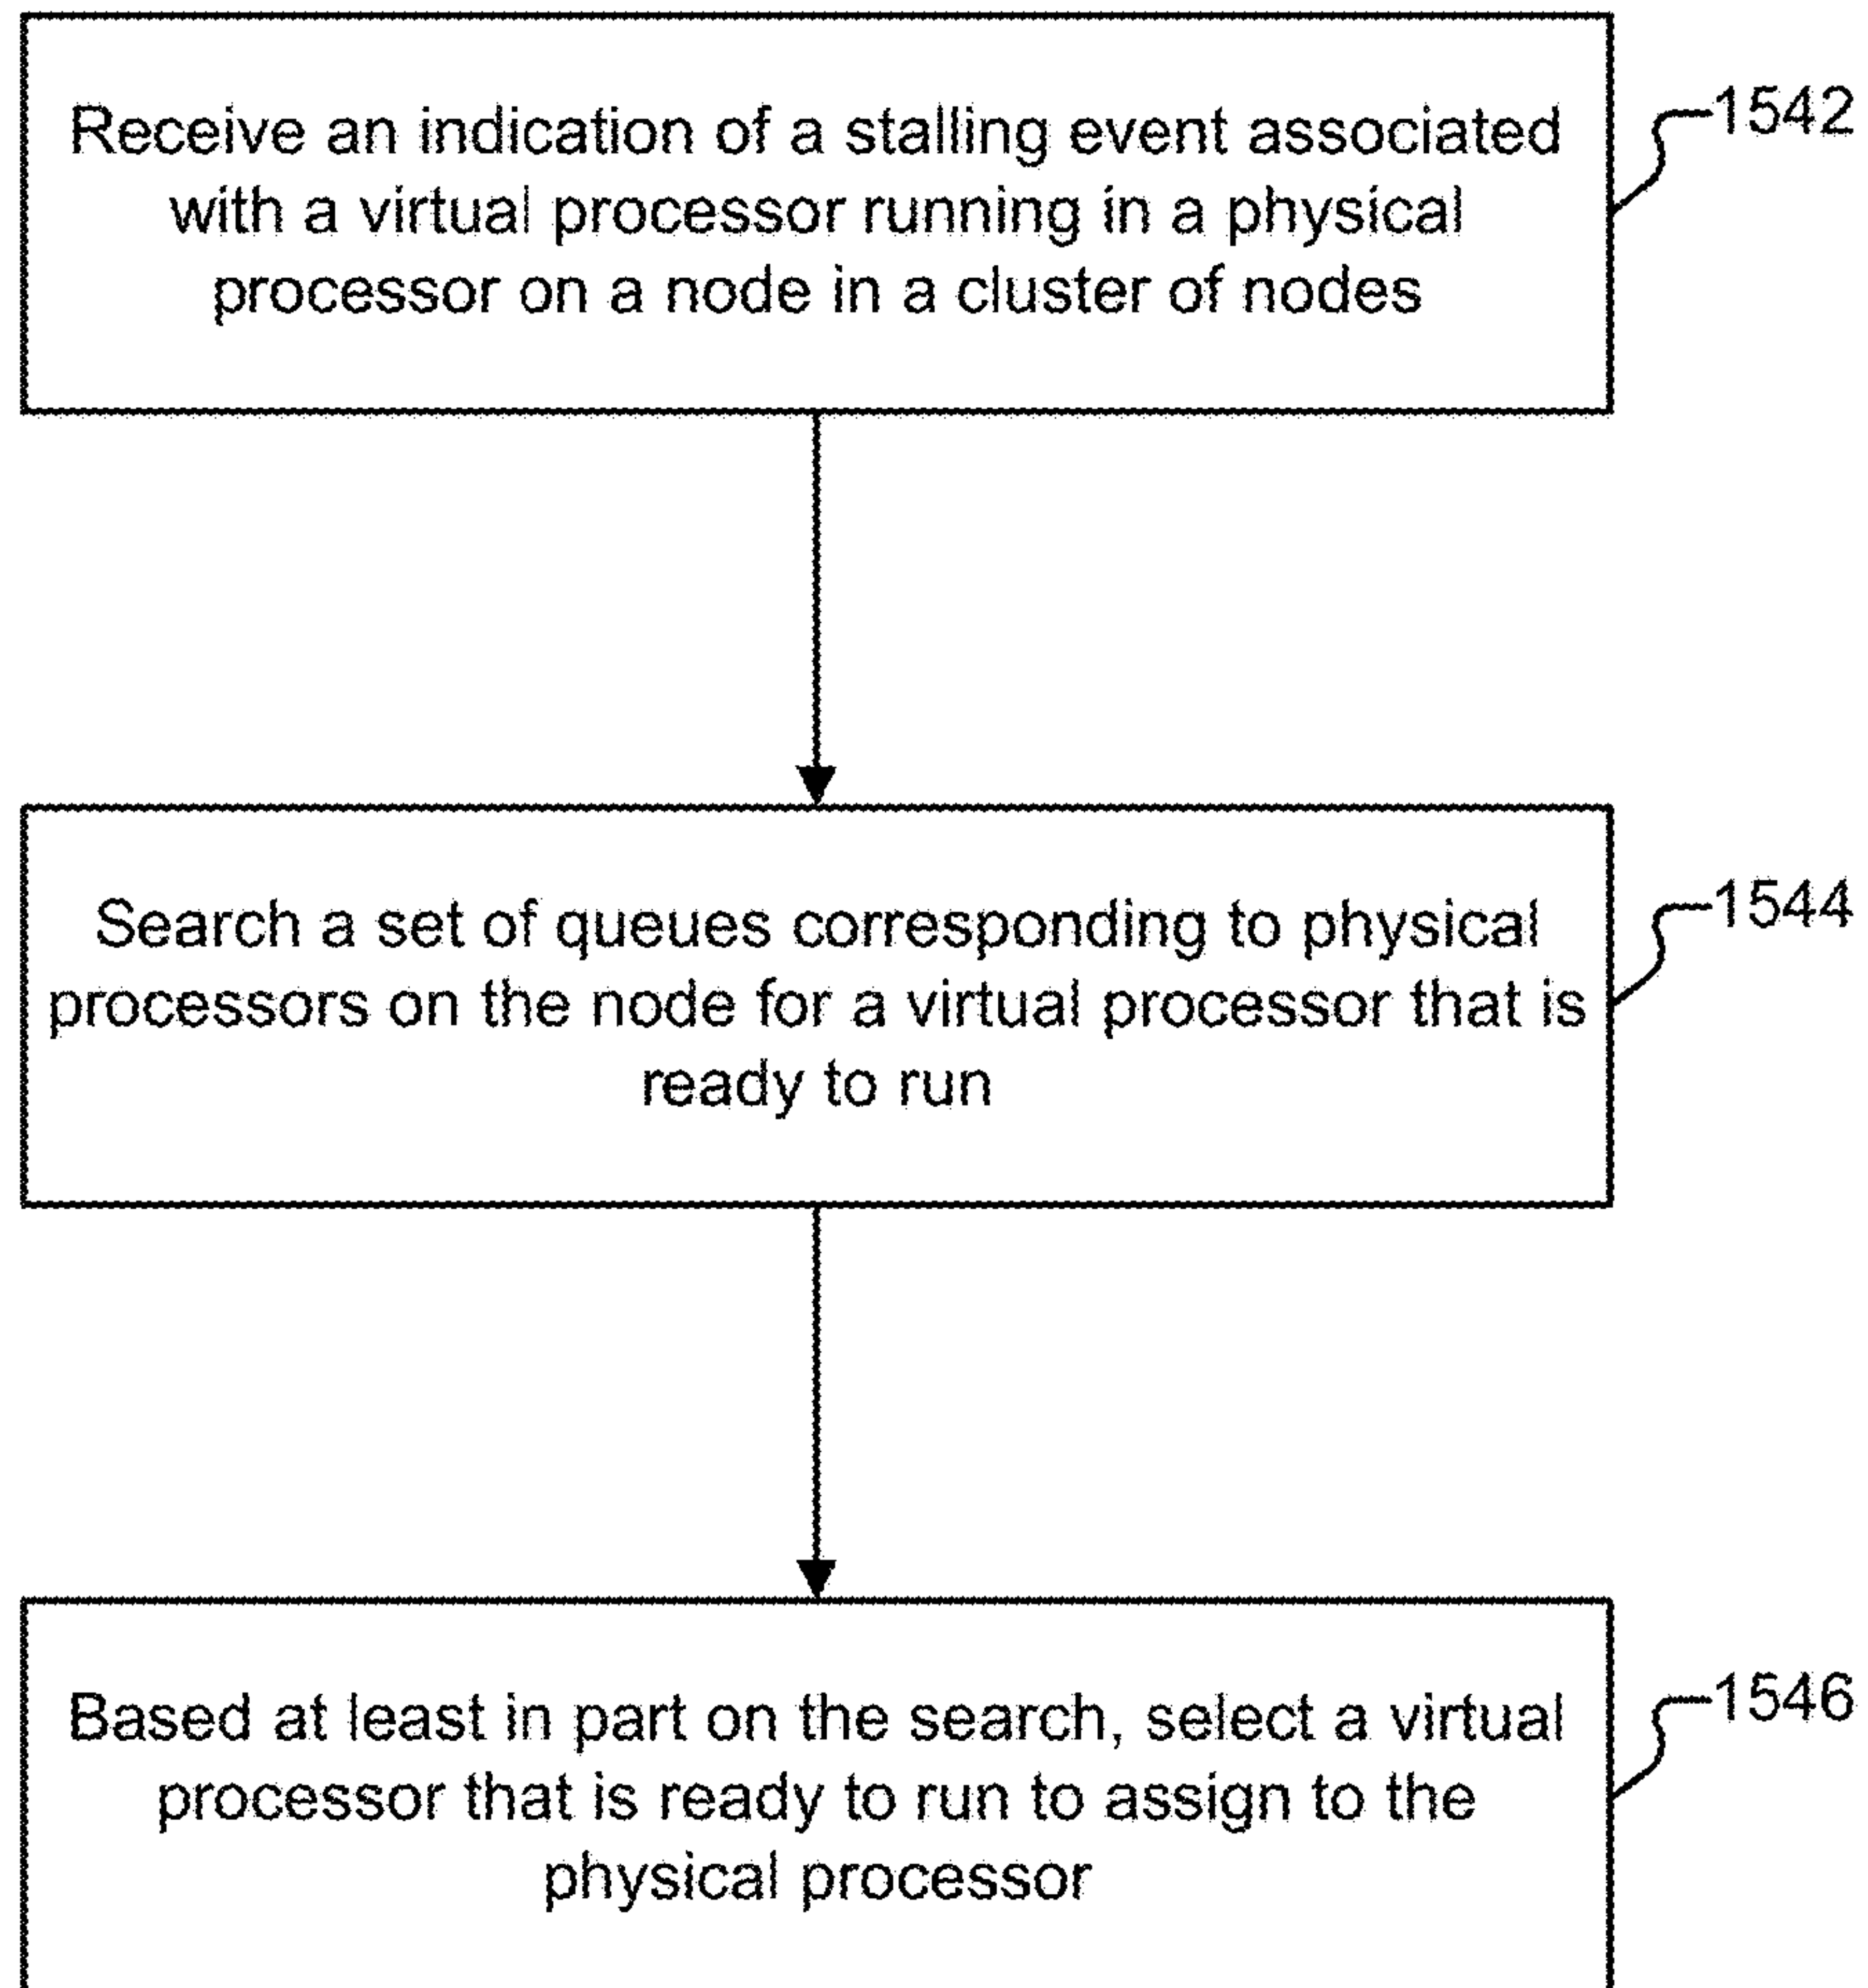 Receive an indication of a stalling event associated
with a virtual processor running in a physical
processor on a node in a cluster of nodes
1542
Search a set of queues corresponding to physical
processors on the node for a virtual processor that is
ready to run
1544
Based at least in part on the search, select a virtual
processor that is ready to run to assign to the
physical processor
1546